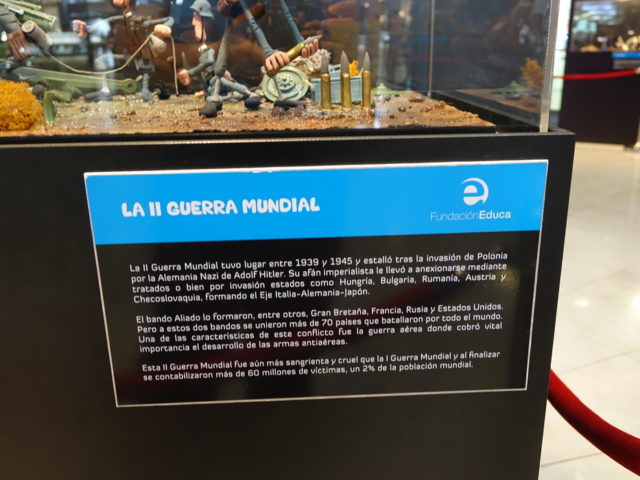 LA II GUERRA MUNDIAL
FundaciónEduca
La II Guerra Mundial tuvo lugar entre 1939 y 1945 y estalló tras la invasión de Polonia
por la Alemania Nazi de Adolf Hitler. Su afán imperialista le llevó a anexionarse mediante
tratados o bien por invasión estados como Hungria, Bulgaria, Rumanía, Austria y
Checoslovaquia, formando el Eje Italia-Alemania-Japón.
El bando Aliado lo formaron, entre otros, Gran Bretaña, Francia, Rusia y Estados Unidos.
Pero a estos dos bandos se unieron más de 70 países que batallaron por todo el mundo.
Una de las características de este conflicto fue la guerra aérea donde cobró vital
importancia el desarrollo de las armas antiaéreas.
Esta II Guerra Mundial fue aún más sangrienta y cruel que la I Guerra Mundial y al finalizar
se contabilizaron más de 60 millones de víctimas, un 2% de la población mundial.